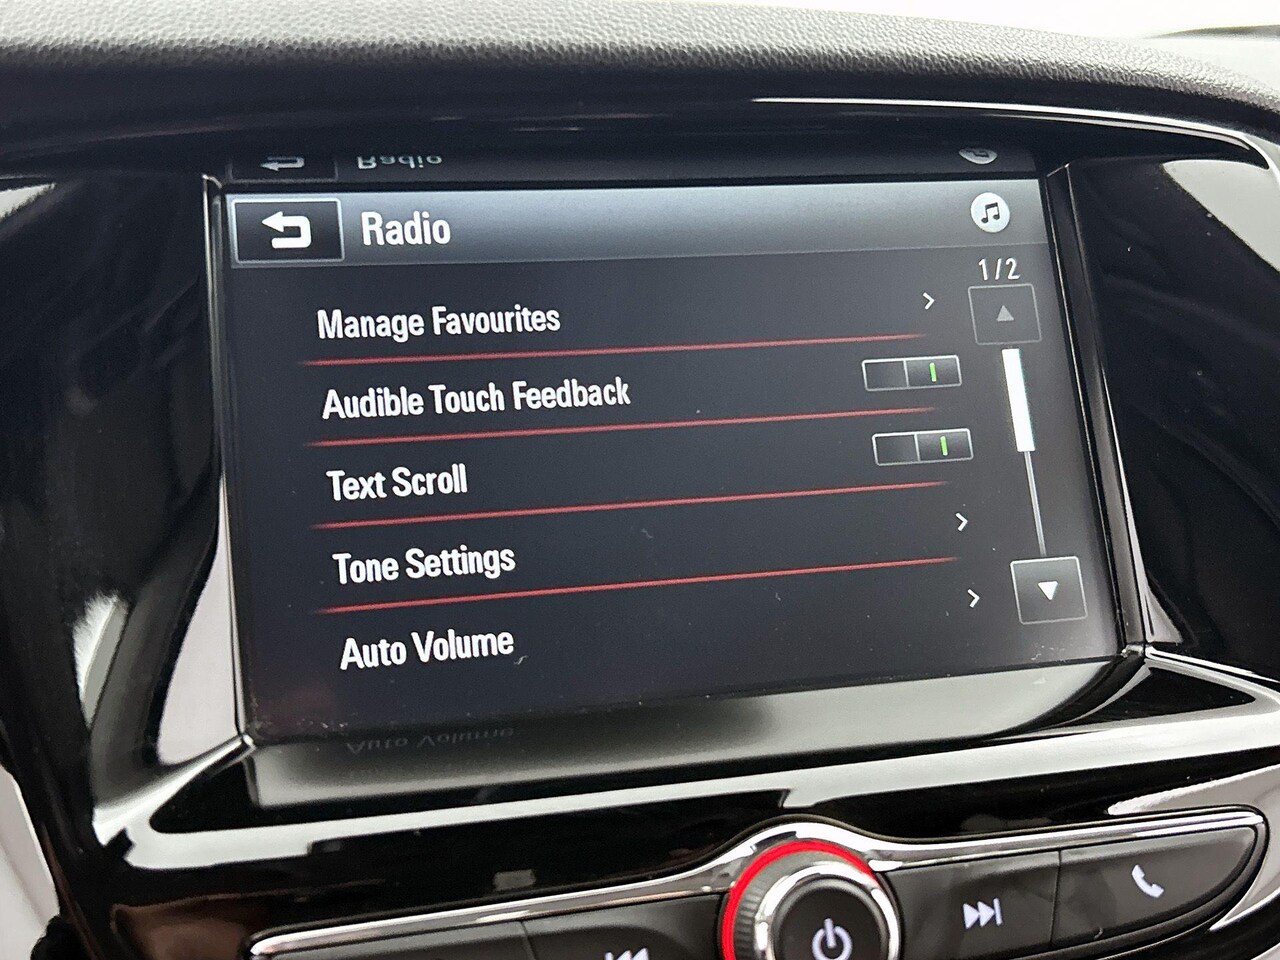 Radio
1/2
Manage Favourites
Audible Touch Feedback
Text Scroll
Tone Settings
Auto Volume